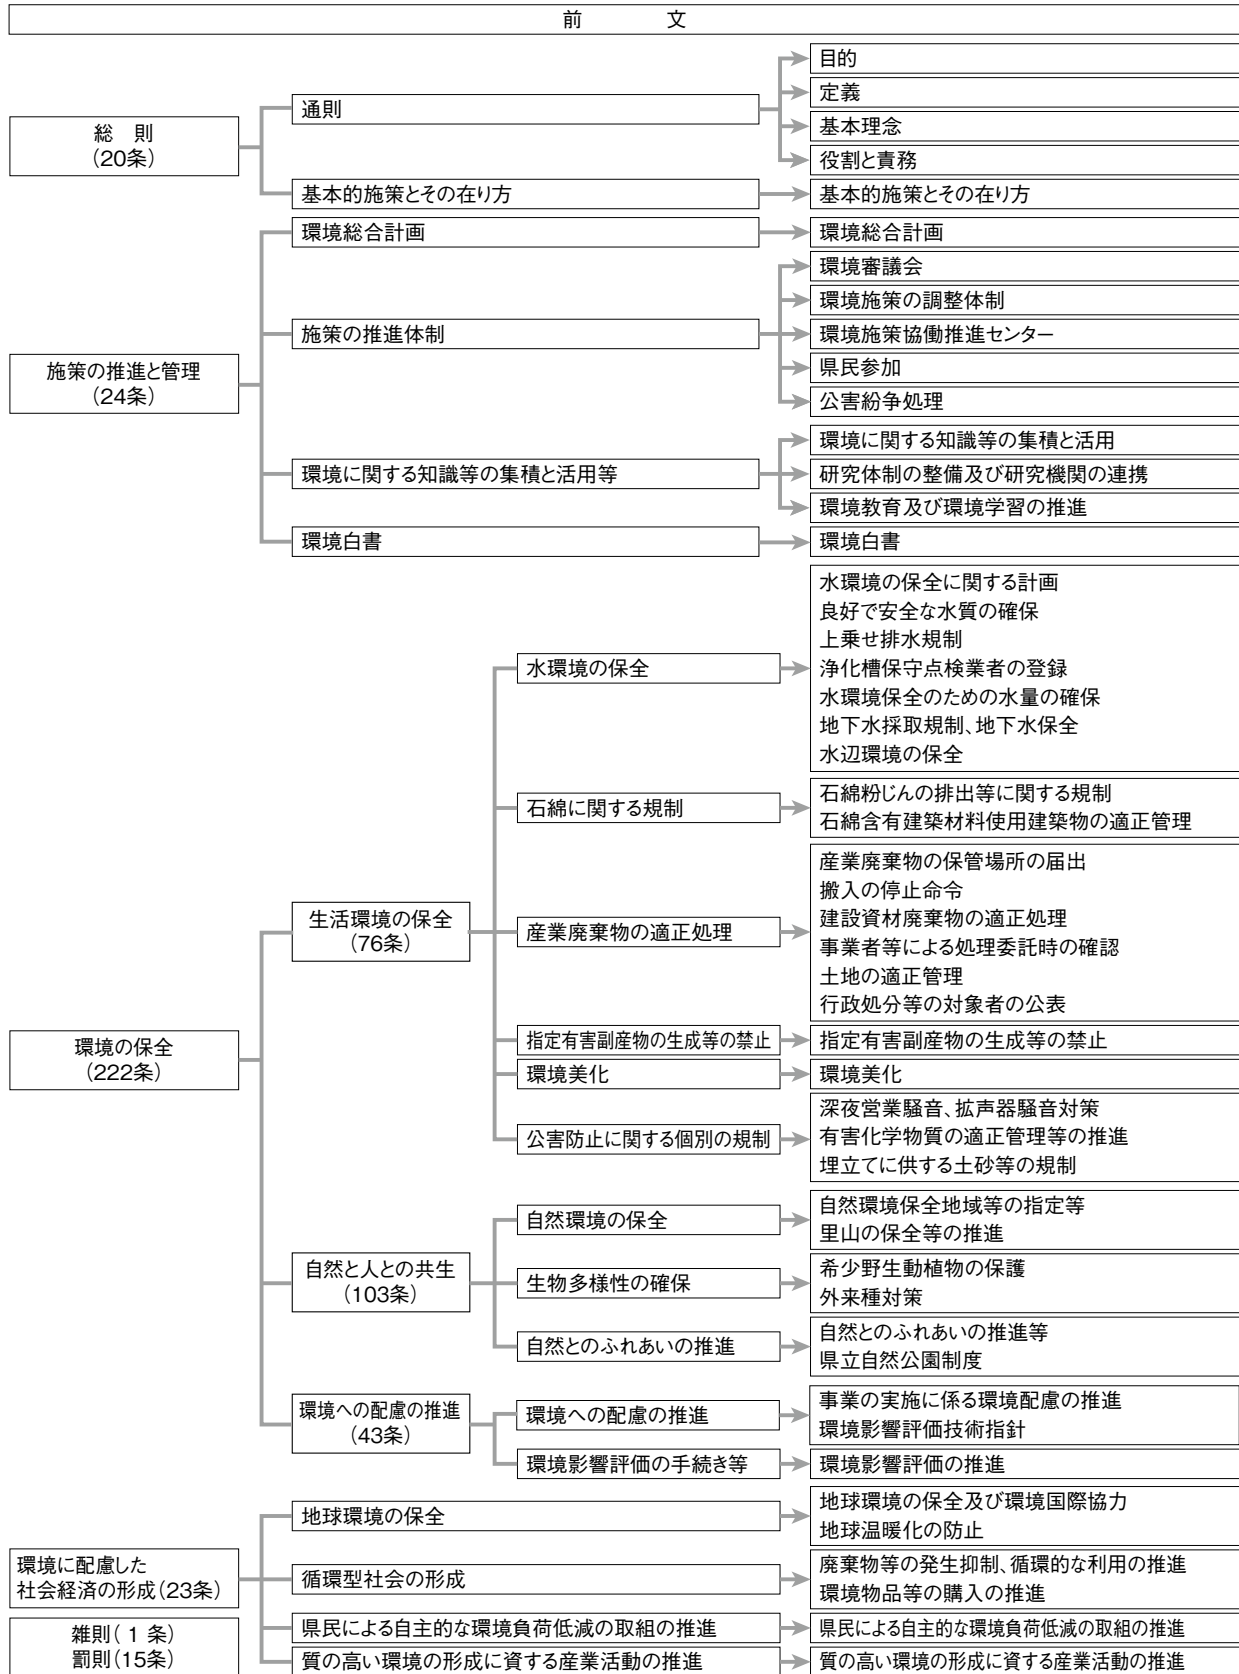 前 文
総 則
(20条)
通則
目的
定義
基本理念
役割と責務
基本的施策とその在り方
基本的施策とその在り方
施策の推進と管理
(24条)
環境総合計画
環境総合計画
施策の推進体制
環境審議会
環境施策の調整体制
環境施策協働推進センター
県民参加
公害紛争処理
環境に関する知識等の集積と活用等
環境に関する知識等の集積と活用
研究体制の整備及び研究機関の連携
環境教育及び環境学習の推進
環境白書
環境白書
環境の保全
(222条)
生活環境の保全
(76条)
水環境の保全
水環境の保全に関する計画
良好で安全な水質の確保
上乗せ排水規制
浄化槽保守点検業者の登録
水環境保全のための水量の確保
地下水採取規制、地下水保全
水辺環境の保全
石綿に関する規制
石綿粉じんの排出等に関する規制
石綿含有建築材料使用建築物の適正管理
産業廃棄物の適正処理
産業廃棄物の保管場所の届出
搬入の停止命令
建設資材廃棄物の適正処理
事業者等による処理委託時の確認
土地の適正管理
行政処分等の対象者の公表
指定有害副産物の生成等の禁止
指定有害副産物の生成等の禁止
環境美化
環境美化
公害防止に関する個別の規制
深夜営業騒音、拡声器騒音対策
有害化学物質の適正管理等の推進
埋立てに供する土砂等の規制
自然と人との共生
(103条)
自然環境の保全
自然環境保全地域等の指定等
里山の保全等の推進
生物多様性の確保
希少野生動植物の保護
外来種対策
自然とのふれあいの推進
自然とのふれあいの推進等
県立自然公園制度
環境への配慮の推進
(43条)
環境への配慮の推進
事業の実施に係る環境配慮の推進
環境影響評価技術指針
環境影響評価の手続き等
環境影響評価の推進
環境に配慮した
社会経済の形成(23条)
地球環境の保全
地球環境の保全及び環境国際協力
地球温暖化の防止
循環型社会の形成
廃棄物等の発生抑制、循環的な利用の推進
環境物品等の購入の推進
県民による自主的な環境負荷低減の取組の推進
県民による自主的な環境負荷低減の取組の推進
質の高い環境の形成に資する産業活動の推進
質の高い環境の形成に資する産業活動の推進
雑則( 1 条)
罰則(15条)